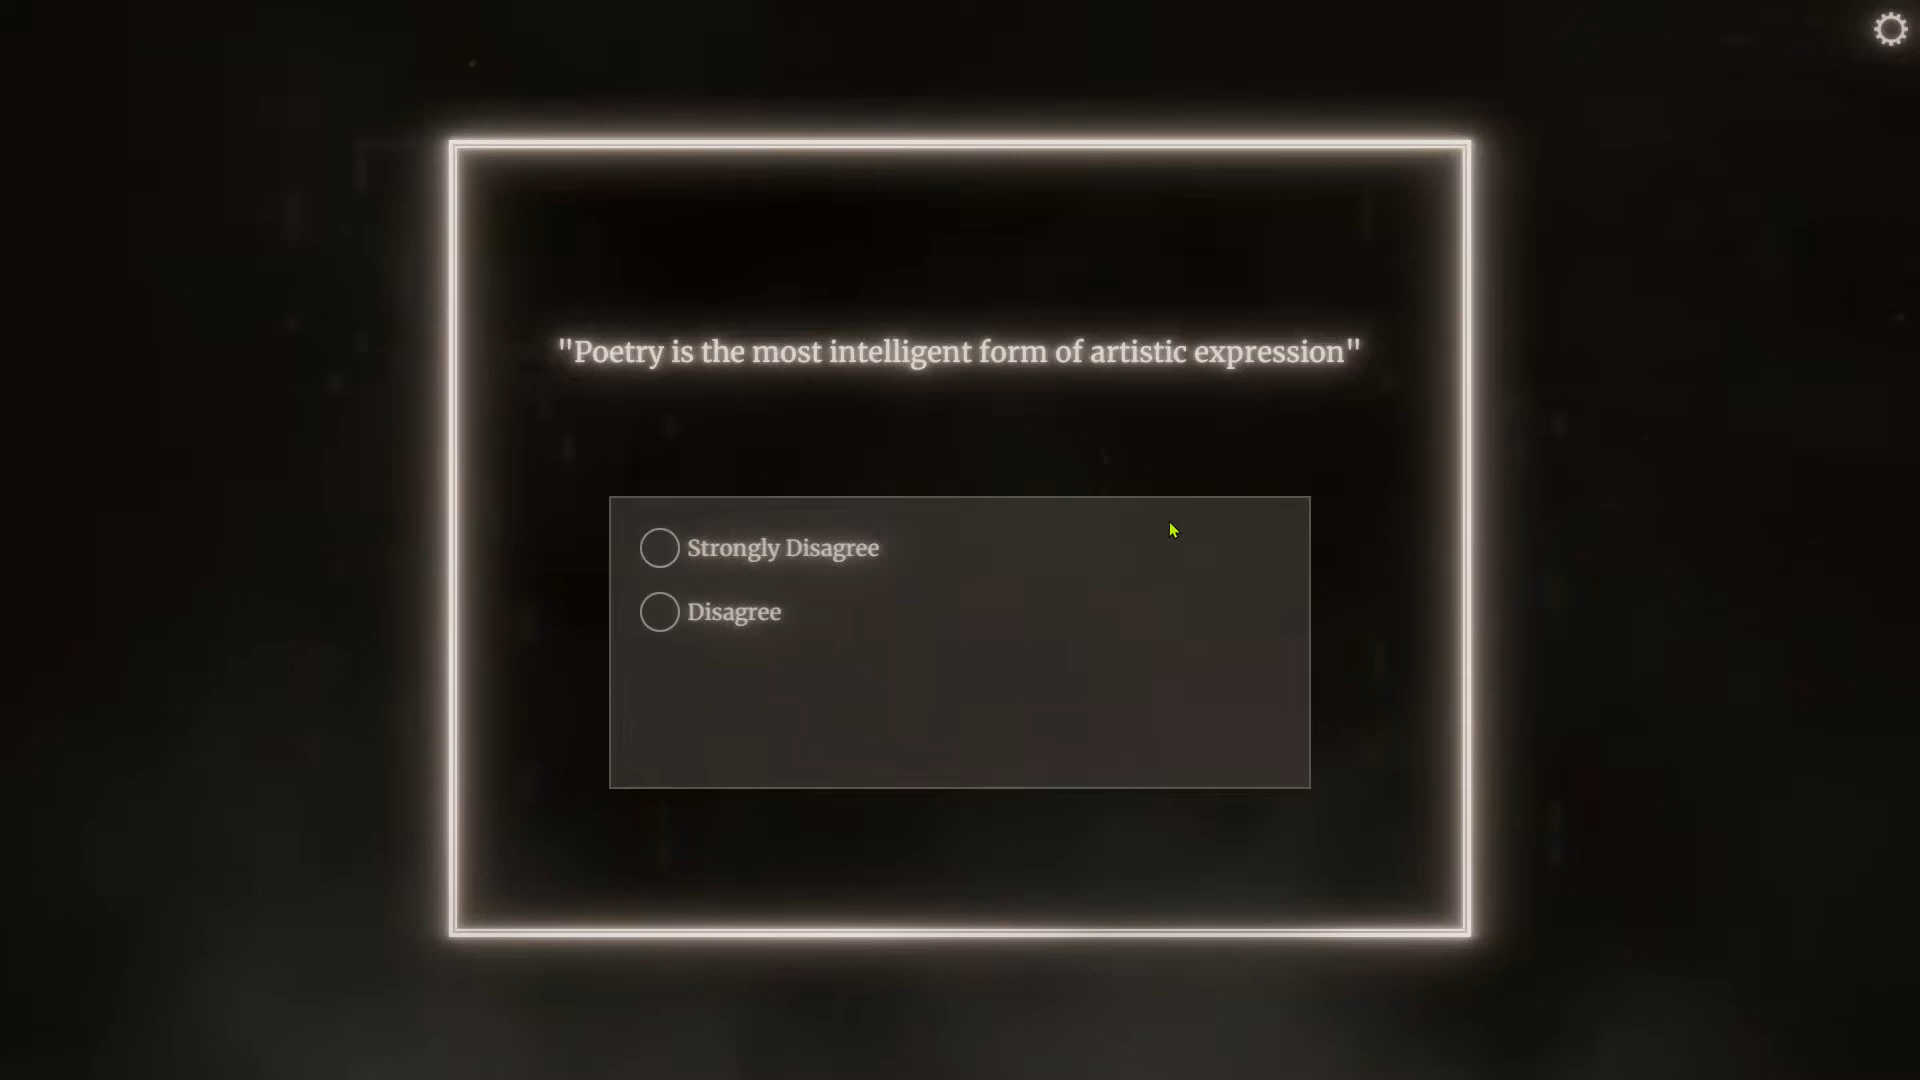 "Poetry is the most intelligent form of artistic expression"
Strongly Disagree
Disagree